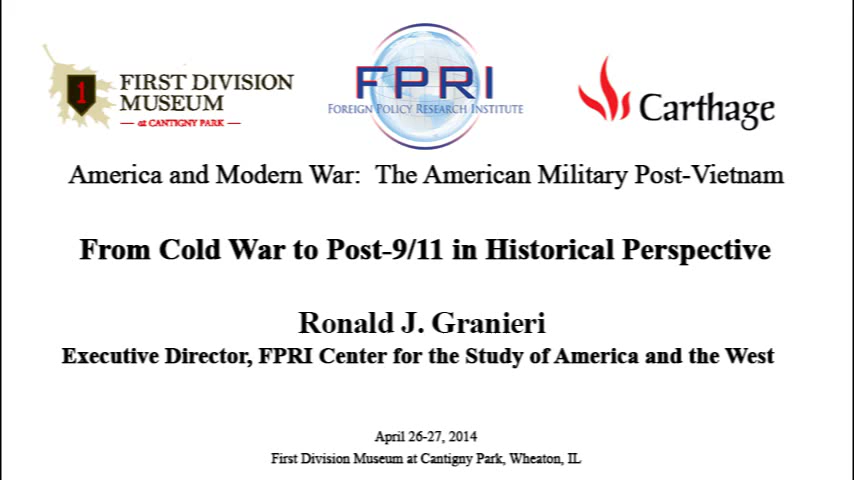 1
FIRST DIVISION
MUSEUM
at CANTIGNY PARK
FPRI
FOREIGN POLICY RESEARCH INSTITUTE
Carthage
America and Modern War:  The American Military Post-Vietnam
From Cold War to Post-9/11 in Historical Perspective
Ronald J. Granieri
Executive Director, FPRI Center for the Study of America and the West
April 26-27, 2014
First Division Museum at Cantigny Park, Wheaton, IL